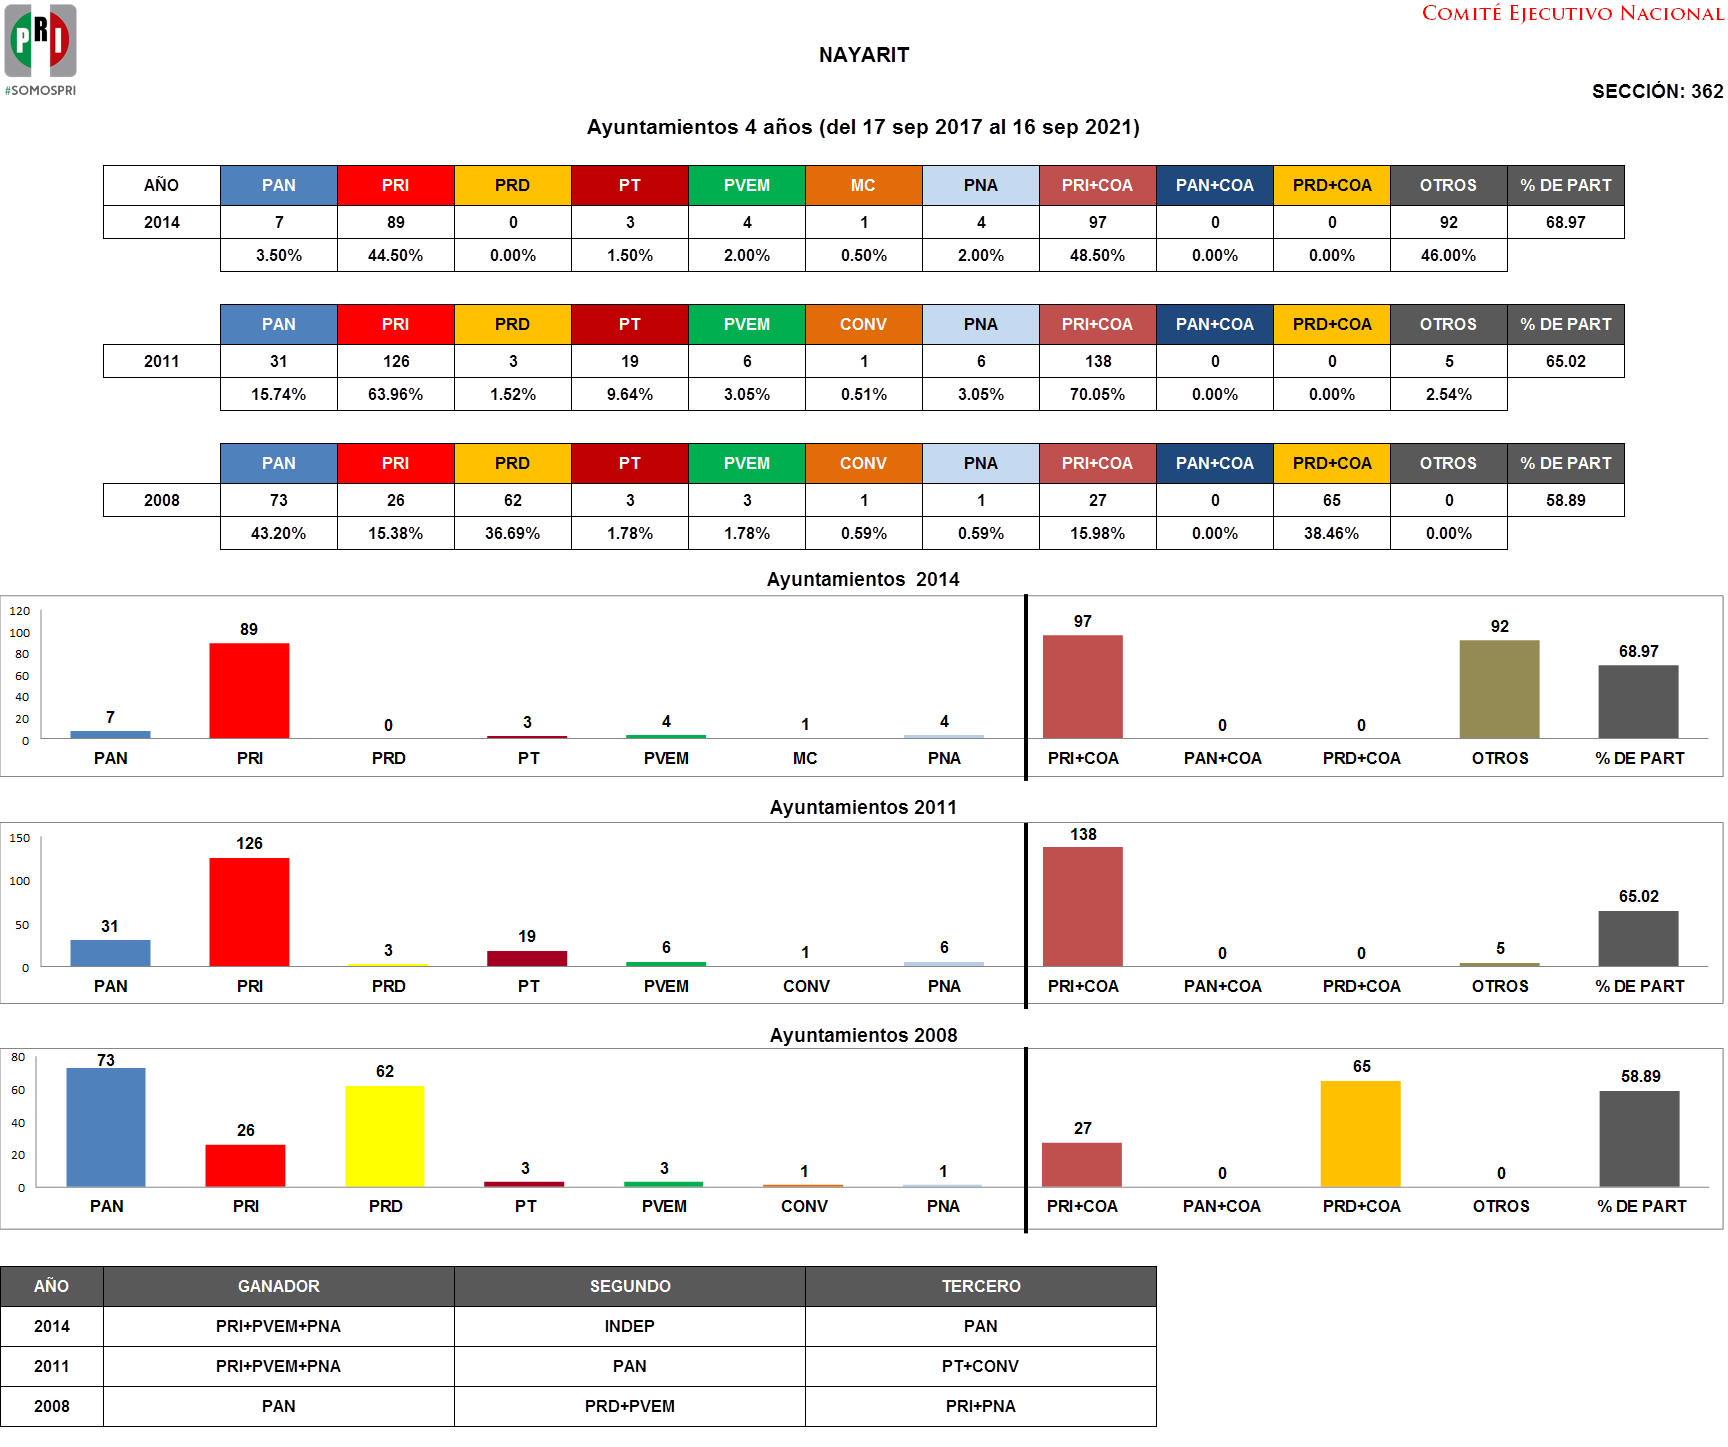 COMITÉ EJECUTIVO NACIONAL
PRI
#SOMOSPRI
NAYARIT
SECCIÓN: 362
Ayuntamientos 4 años (del 17 sep 2017 al 16 sep 2021)
AÑO PAN PRI PRD PT PVEM MC PNA PRI+COA PAN+COA PRD+COA OTROS % DE PART
2014 7 89 0 3 4 1 4 97 0 0 92 68.97
3.50% 44.50% 0.00% 1.50% 2.00% 0.50% 2.00% 48.50% 0.00% 0.00% 46.00%
PAN PRI PRD PT PVEM CONV PNA PRI+COA PAN+COA PRD+COA OTROS % DE PART
2011 31 126 3 19 6 1 6 138 0 0 5 65.02
15.74% 63.96% 1.52% 9.64% 3.05% 0.51% 3.05% 70.05% 0.00% 0.00% 2.54%
PAN PRI PRD PT PVEM CONV PNA PRI+COA PAN+COA PRD+COA OTROS % DE PART
2008 73 26 62 3 3 1 1 27 0 65 0 58.89
43.20% 15.38% 36.69% 1.78% 1.78% 0.59% 0.59% 15.98% 0.00% 38.46% 0.00%
Ayuntamientos 2014
120
100
80
60
40
20
0
7 89 0 3 4 1 4 97 0 0 92 68.97
PAN PRI PRD PT PVEM MC PNA PRI+COA PAN+COA PRD+COA OTROS % DE PART
Ayuntamientos 2011
150
100
50
0
31 126 3 19 6 1 6 138 0 0 5 65.02
PAN PRI PRD PT PVEM CONV PNA PRI+COA PAN+COA PRD+COA OTROS % DE PART
Ayuntamientos 2008
80
60
40
20
0
73 26 62 3 3 1 1 27 0 65 0 58.89
PAN PRI PRD PT PVEM CONV PNA PRI+COA PAN+COA PRD+COA OTROS % DE PART
AÑO GANADOR SEGUNDO TERCERO
2014 PRI+PVEM+PNA INDEP PAN
2011 PRI+PVEM+PNA PAN PT+CONV
2008 PAN PRD+PVEM PRI+PNA